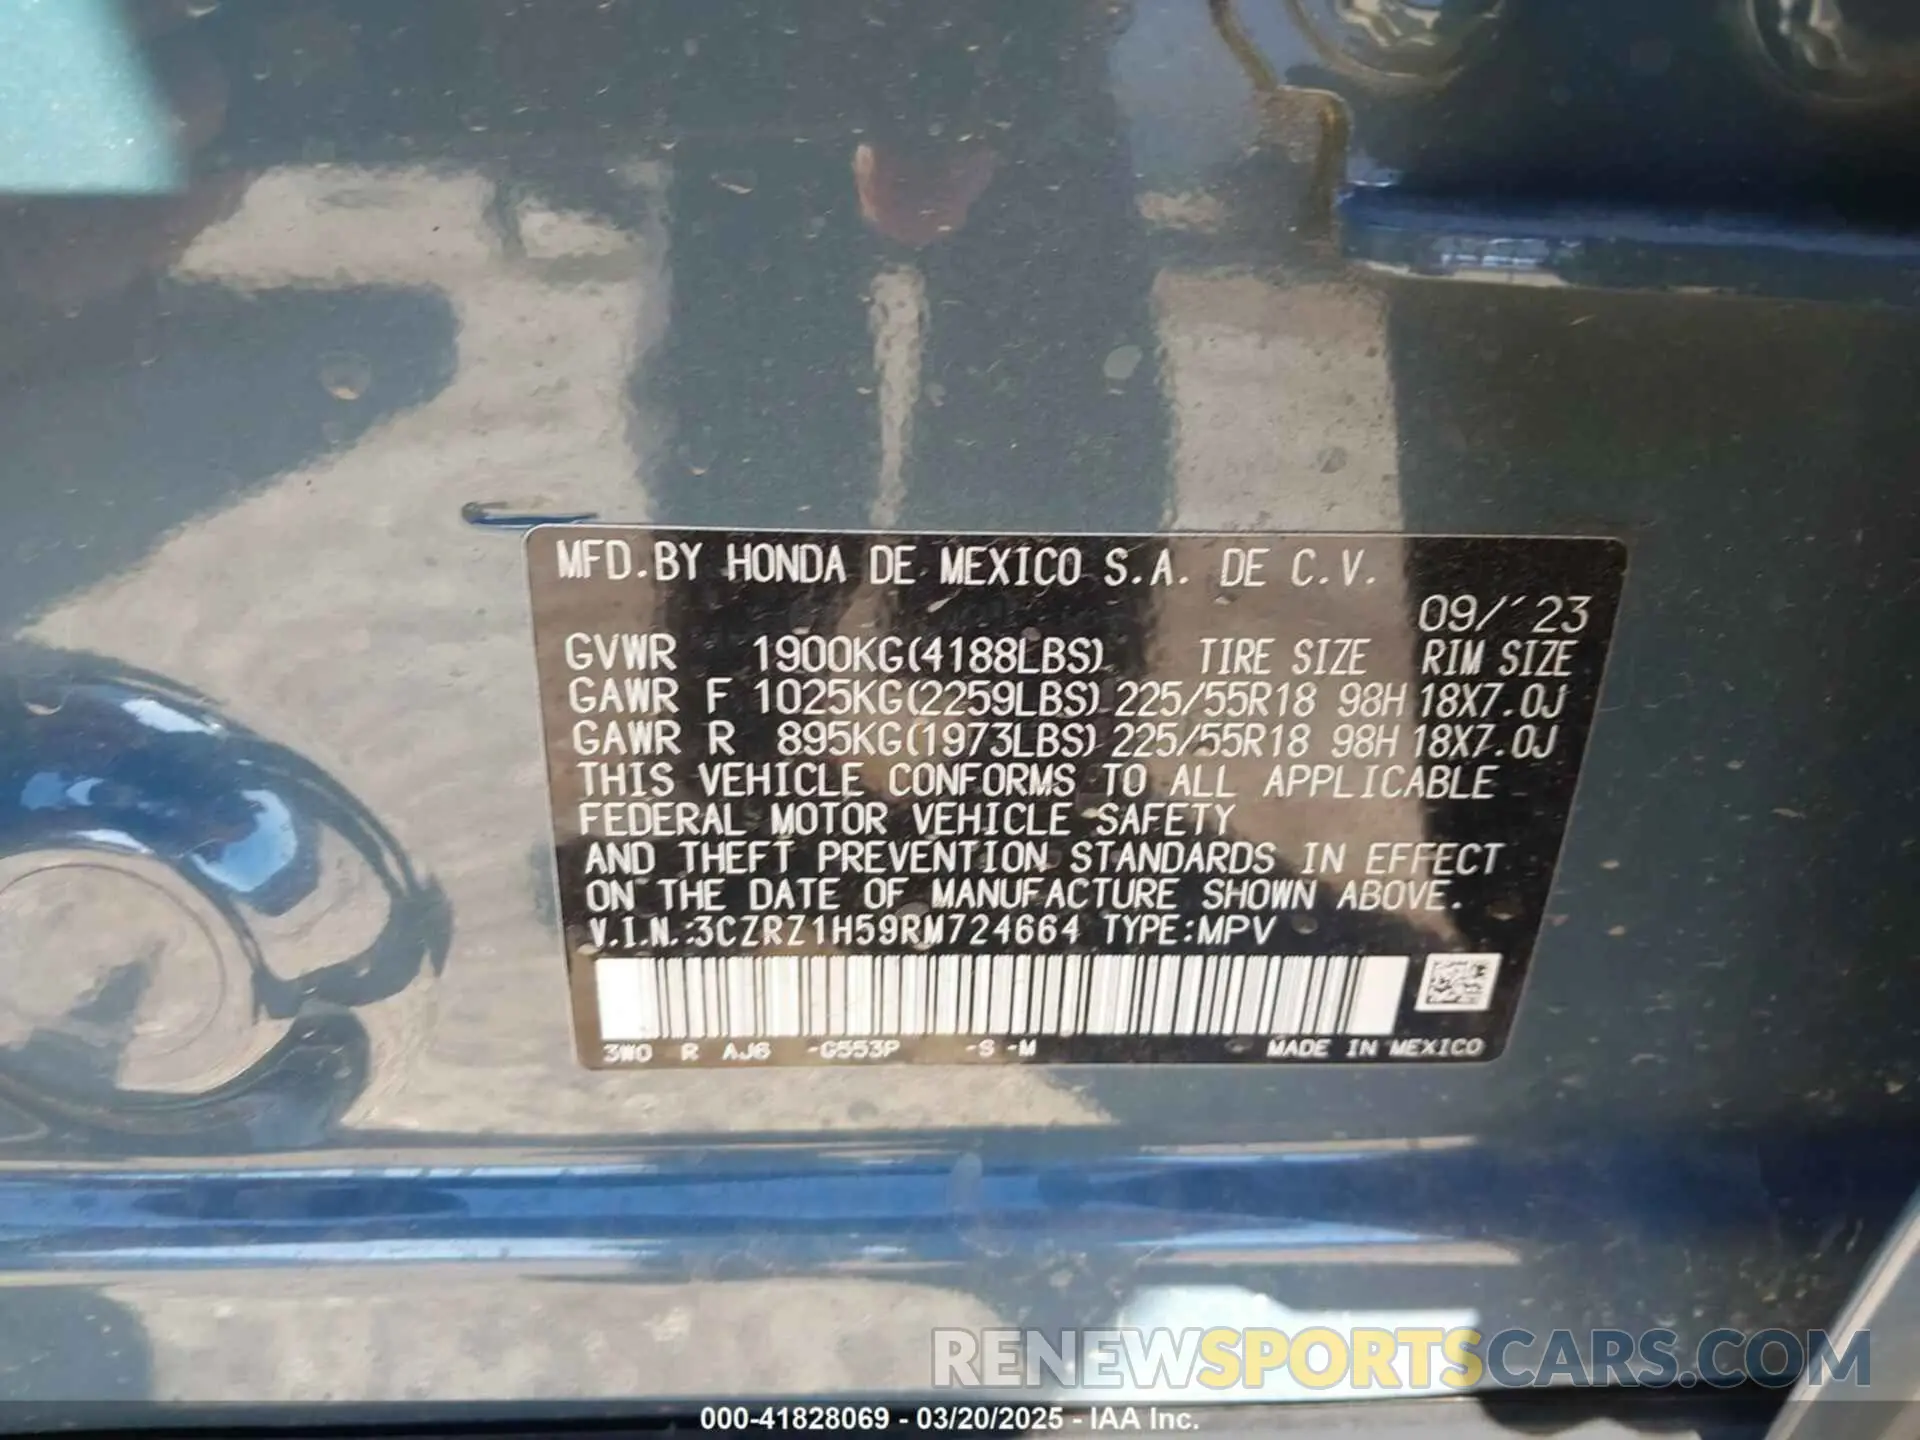 MFD.BY HONDA DE MEXICO S.A. DE C.V.
09/´23
GVWR 1900KG(4188LBS) TIRE SIZE RIM SIZE
GAWR F 1025KG(2259LBS) 225/55R18 98H 18X7.0J
GAWR R 895KG(1973LBS) 225/55R18 98H 18X7.0J
THIS VEHICLE CONFORMS TO ALL APPLICABLE
FEDERAL MOTOR VEHICLE SAFETY
AND THEFT PREVENTION STANDARDS IN EFFECT
ON THE DATE OF MANUFACTURE SHOWN ABOVE.
V.I.N.:3CZRZ1H59RM724664 TYPE:MPV
3W0 R AJ6 -G553P -S -M MADE IN MEXICO
RENEWSPORTSCARS.COM
000-41828069 - 03/20/2025 - IAA Inc.